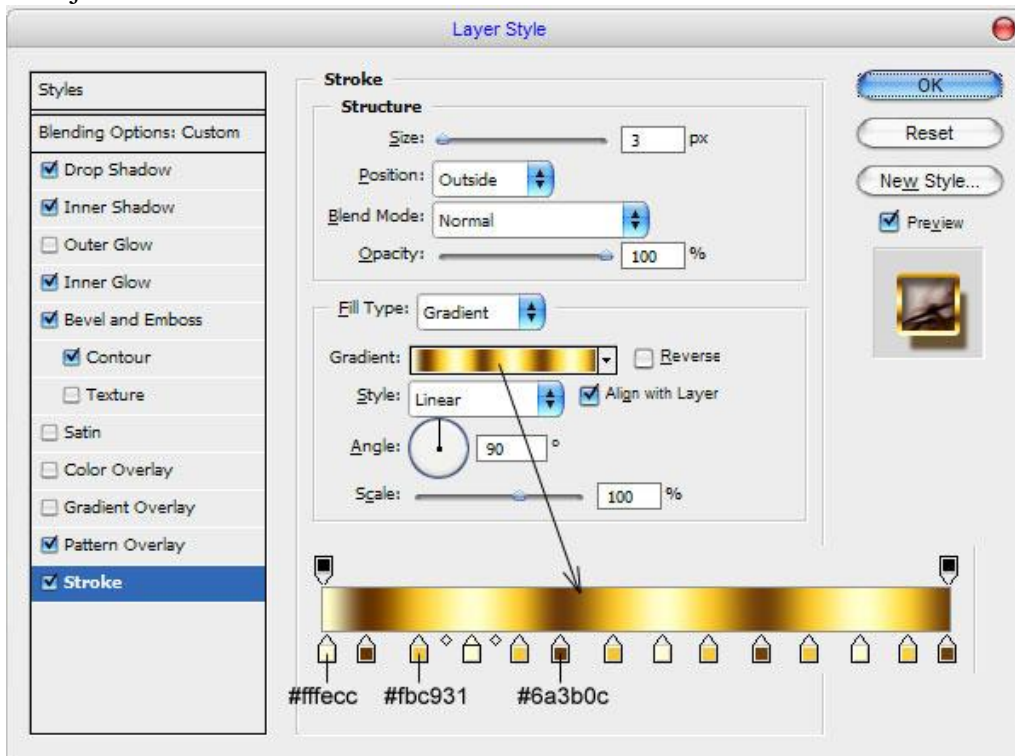 Layer Style
Styles
Blending Options: Custom
Drop Shadow
Inner Shadow
Outer Glow
Inner Glow
Bevel and Emboss
Contour
Texture
Satin
Color Overlay
Gradient Overlay
Pattern Overlay
Stroke
Stroke
Structure
Size: 3 px
Position: Outside
Blend Mode: Normal
Opacity: 100 %
Fill Type: Gradient
Gradient: Reverse
Style: Linear Align with Layer
Angle: 90 °
Scale: 100 %
#fffecc #fbc931 #6a3b0c
OK
Reset
New Style...
Preview